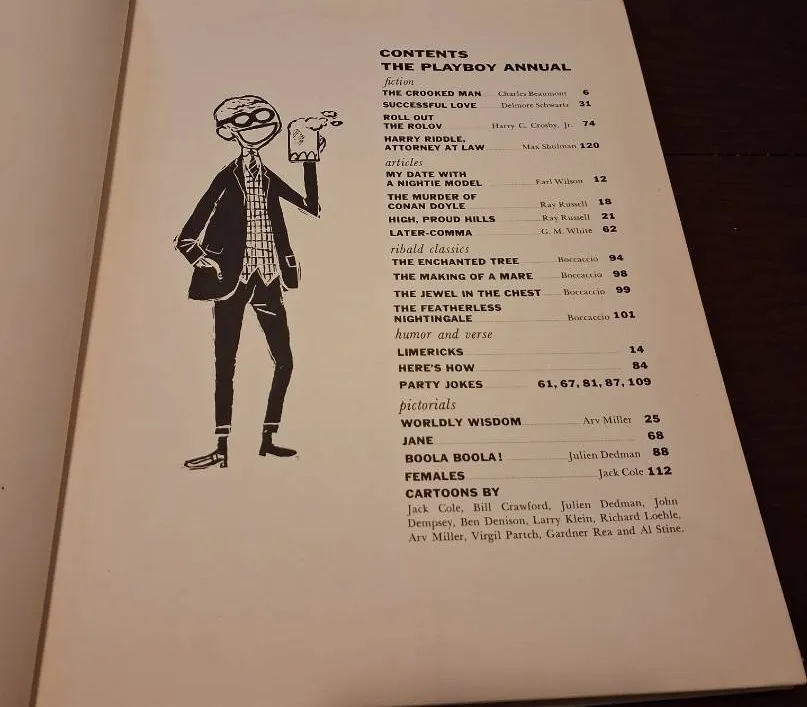 CONTENTS
THE PLAYBOY ANNUAL
fiction
THE CROOKED MAN Charles Beaumont 6
SUCCESSFUL LOVE Delmore Schwartz 31
ROLL OUT
THE ROLOV Harry C. Crosby, Jr. 74
HARRY RIDDLE,
ATTORNEY AT LAW Max Shulman 120
articles
MY DATE WITH
A NIGHTIE MODEL Earl Wilson 12
THE MURDER OF
CONAN DOYLE Ray Russell 18
HIGH, PROUD HILLS Ray Russell 21
LATER-COMMA G. M. White 62
ribald classics
THE ENCHANTED TREE Boccaccio 94
THE MAKING OF A MARE Boccaccio 98
THE JEWEL IN THE CHEST Boccaccio 99
THE FEATHERLESS
NIGHTINGALE Boccaccio 101
humor and verse
LIMERICKS 14
HERE'S HOW 84
PARTY JOKES 61, 67, 81, 87, 109
pictorials
WORLDLY WISDOM Arv Miller 25
JANE 68
BOOLA BOOLA! Julien Dedman 88
FEMALES Jack Cole 112
CARTOONS BY
Jack Cole, Bill Crawford, Julien Dedman, John
Dempsey, Ben Denison, Larry Klein, Richard Loehle,
Arv Miller, Virgil Partch, Gardner Rea and Al Stine.